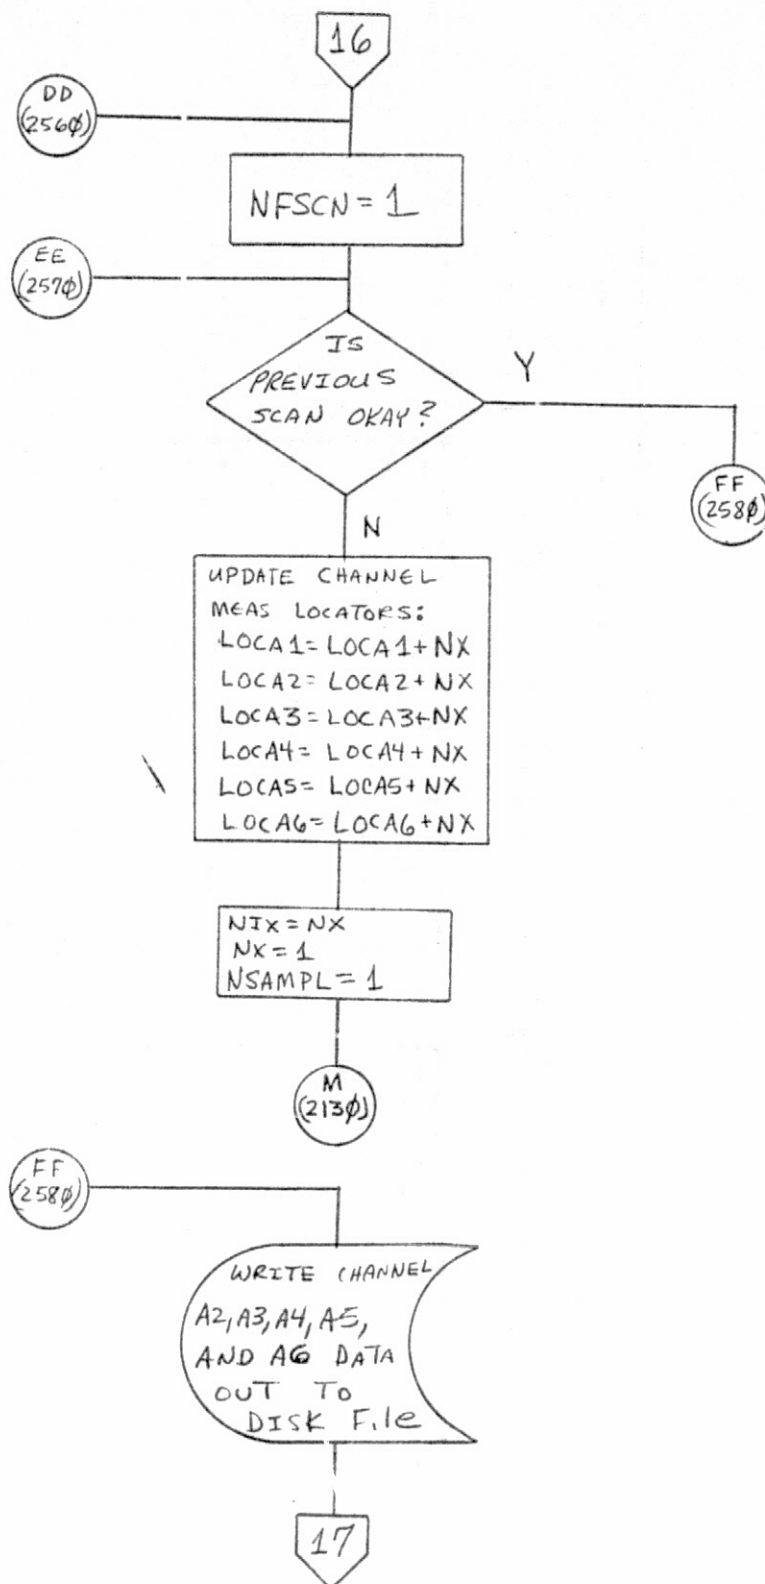 16
DD
(256ø)
NFSCN = 1
EE
(257ø)
IS
PREVIOUS
SCAN OKAY?
Y
FF
(258ø)
N
UPDATE CHANNEL
MEAS LOCATORS:
LOCA1 = LOCA1 + NX
LOCA2 = LOCA2 + NX
LOCA3 = LOCA3 + NX
LOCA4 = LOCA4 + NX
LOCA5 = LOCA5 + NX
LOCA6 = LOCA6 + NX
NIX = NX
NX = 1
NSAMPL = 1
M
(213ø)
FF
(258ø)
WRITE CHANNEL
A2, A3, A4, A5,
AND A6 DATA
OUT TO
DISK File
17